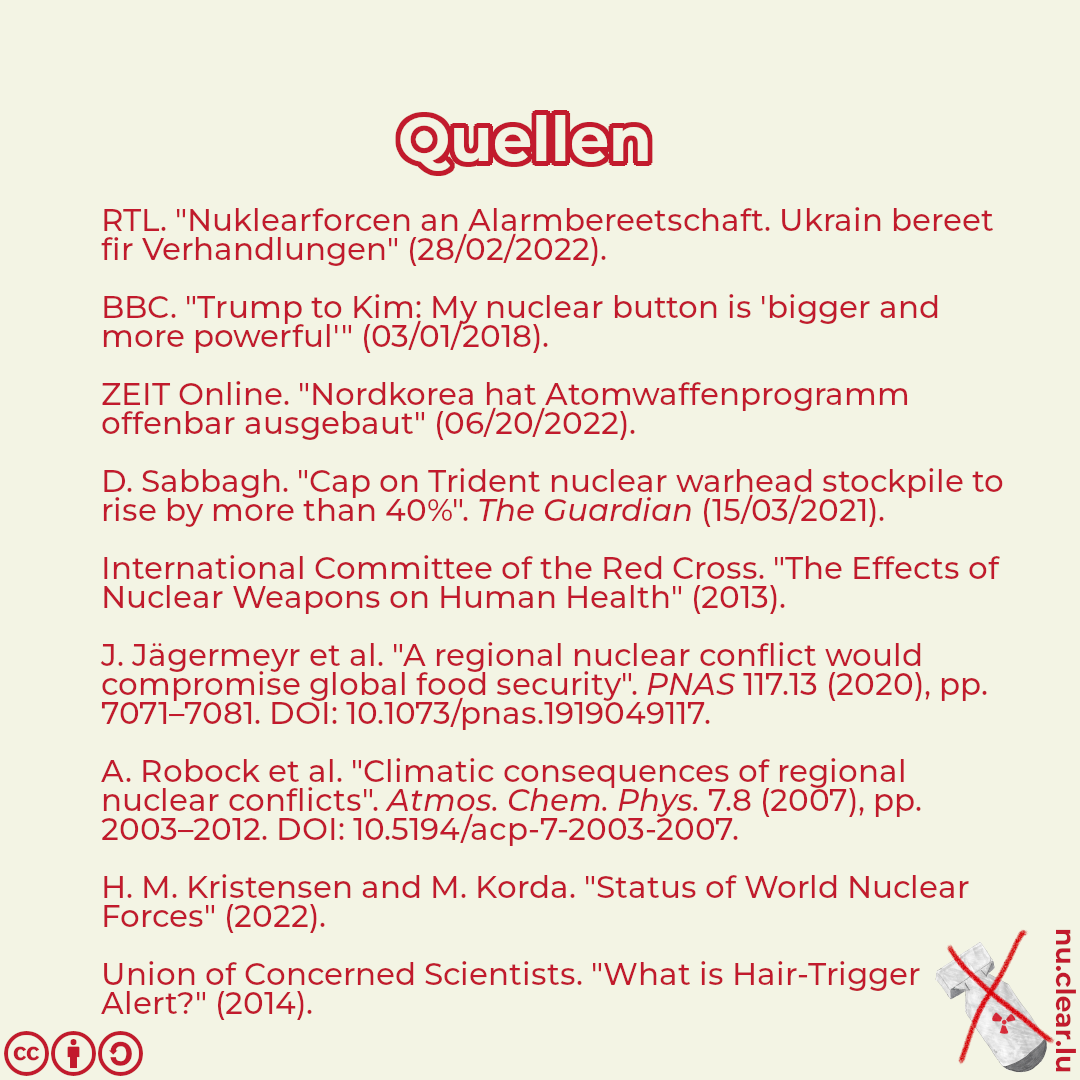 Quellen
RTL. "Nuklearforcen an Alarmbereetschaft. Ukrain bereet
fir Verhandlungen" (28/02/2022).
BBC. "Trump to Kim: My nuclear button is 'bigger and
more powerful'" (03/01/2018).
ZEIT Online. "Nordkorea hat Atomwaffenprogramm
offenbar ausgebaut" (06/20/2022).
D. Sabbagh. "Cap on Trident nuclear warhead stockpile to
rise by more than 40%". The Guardian (15/03/2021).
International Committee of the Red Cross. "The Effects of
Nuclear Weapons on Human Health" (2013).
J. Jägermeyr et al. "A regional nuclear conflict would
compromise global food security". PNAS 117.13 (2020), pp.
7071–7081. DOI: 10.1073/pnas.1919049117.
A. Robock et al. "Climatic consequences of regional
nuclear conflicts". Atmos. Chem. Phys. 7.8 (2007), pp.
2003–2012. DOI: 10.5194/acp-7-2003-2007.
H. M. Kristensen and M. Korda. "Status of World Nuclear
Forces" (2022).
Union of Concerned Scientists. "What is Hair-Trigger
Alert?" (2014).
nu.clear.lu
cc